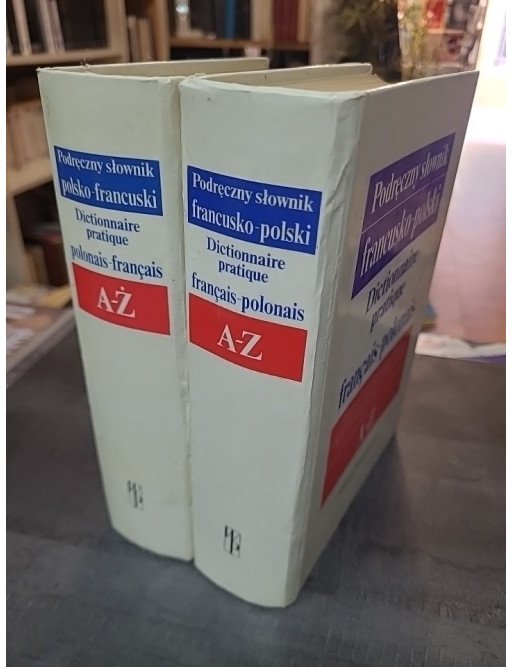 Podręczny słownik
polsko-francuski
Dictionnaire
pratique
polonais-français
A-Ż
Podręczny słownik
francusko-polski
Dictionnaire
pratique
français-polonais
A-Z
Podręczny słownik
francusko-polski
Dictionnaire
pratique
français-polonais
A-Z